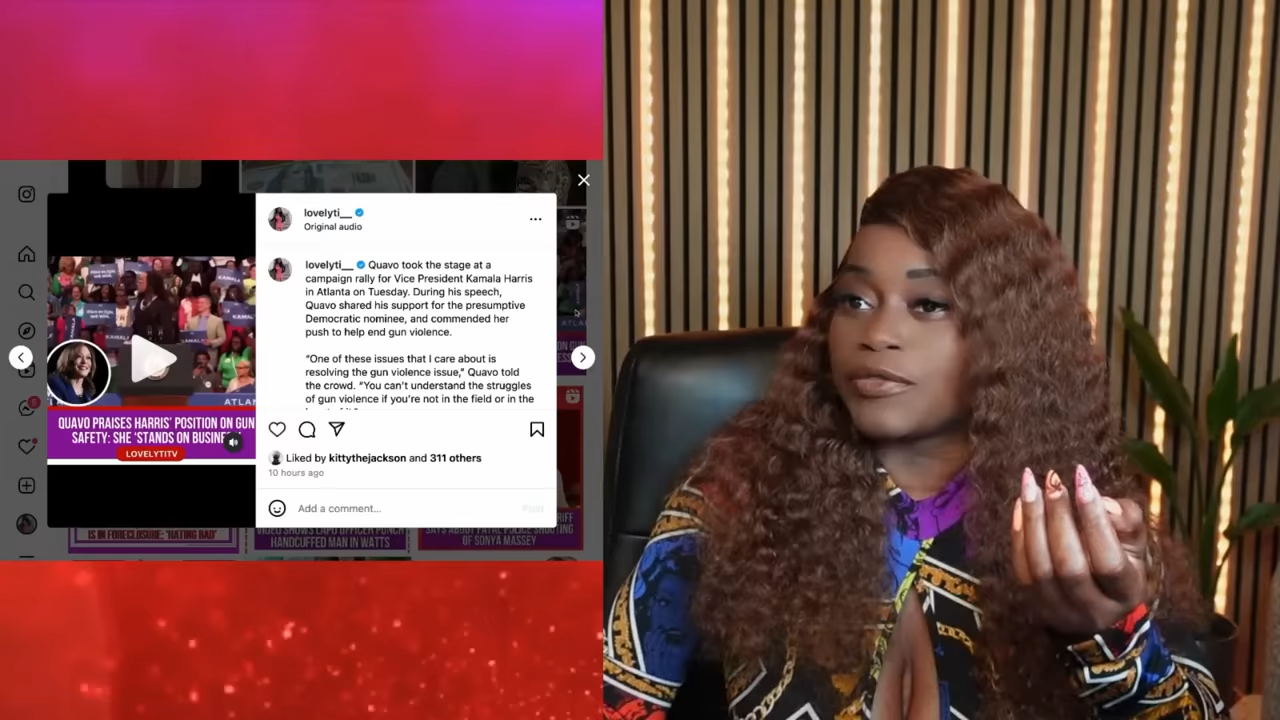 lovelyti__
Original audio
lovelyti__ Quavo took the stage at a
campaign rally for Vice President Kamala Harris
in Atlanta on Tuesday. During his speech,
Quavo shared his support for the presumptive
Democratic nominee, and commended her
push to help end gun violence.
“One of these issues that I care about is
resolving the gun violence issue,” Quavo told
the crowd. “You can't understand the struggles
of gun violence if you're not in the field or in the
KAMALA
ATLAN
QUAVO PRAISES HARRIS' POSITION ON GUN
SAFETY: SHE 'STANDS ON
LOVELYTITV
Liked by kittythejackson and 311 others
10 hours ago
Add a comment...
Post
IS IN FORECLOSURE: 'HATING BAD'
HANDCUFFED MAN IN WATTS
SAYS ABOUT FATAL POLICE SHOOTING
OF SONYA MASSEY